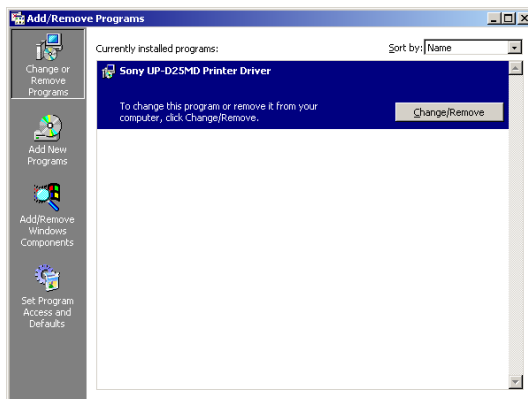 Add/Remove Programs
Change or
Remove
Programs
Add New
Programs
Add/Remove
Windows
Components
Set Program
Access and
Defaults
Currently installed programs:
Sort by: Name
Sony UP-D25MD Printer Driver
To change this program or remove it from your
computer, click Change/Remove.
Change/Remove